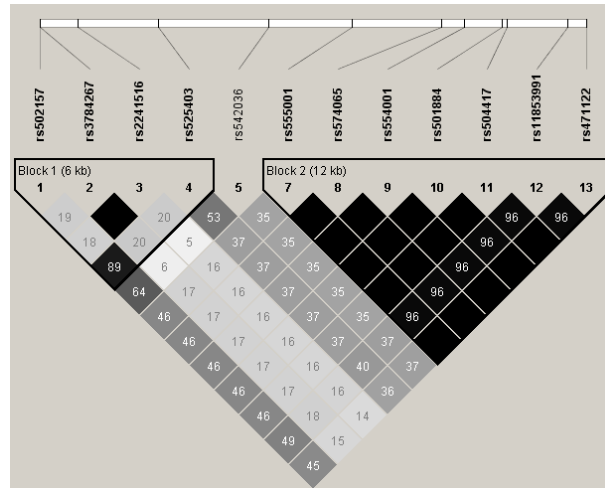 rs502157
rs3784267
rs2241516
rs525403
rs542036
rs555001
rs574065
rs554001
rs501884
rs504417
rs11853991
rs471122
Block 1 (6 kb)
Block 2 (12 kb)
1 2 3 4 5 7 8 9 10 11 12 13
19 20 53 35 96 96
18 20 5 37 35 96
89 6 16 37 35 96
64 17 16 37 35 96
46 17 16 37 35 96
46 17 16 37 37
46 17 16 40 37
46 17 16 36
46 18 14
49 15
45